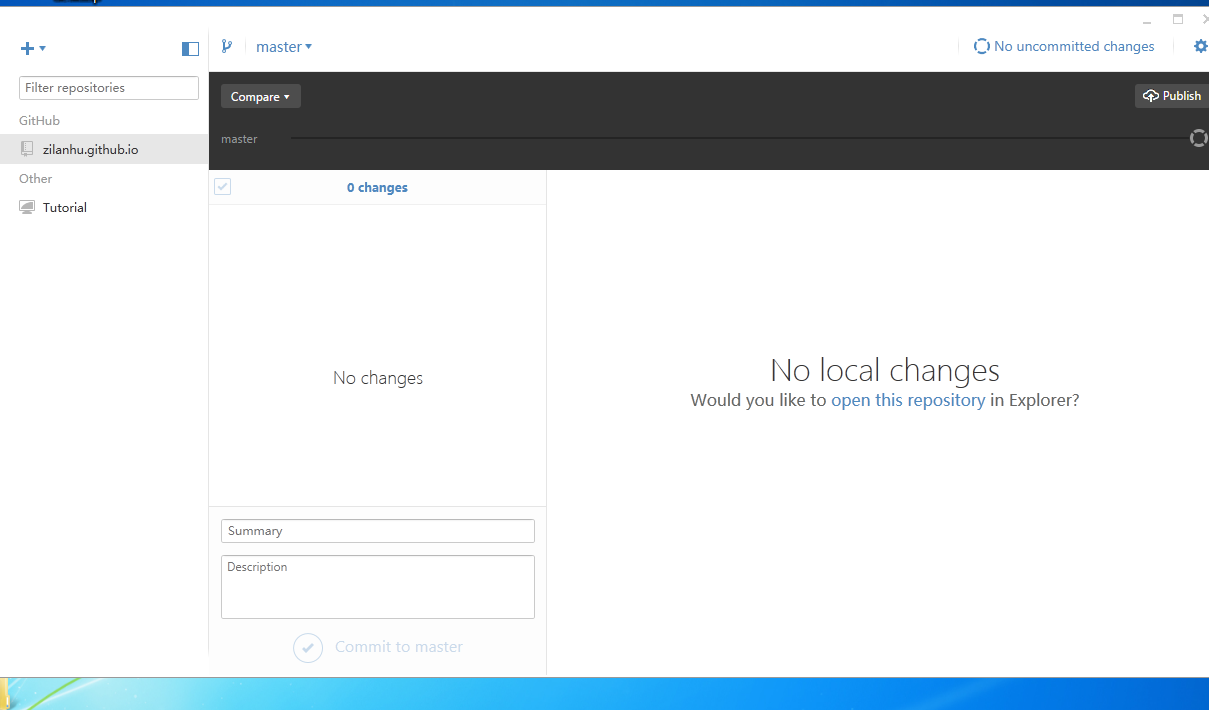 master
No uncommitted changes
Filter repositories
Compare
Publish
GitHub
master
zilanhu.github.io
Other
0 changes
Tutorial
No changes
No local changes
Would you like to open this repository in Explorer?
Summary
Description
Commit to master